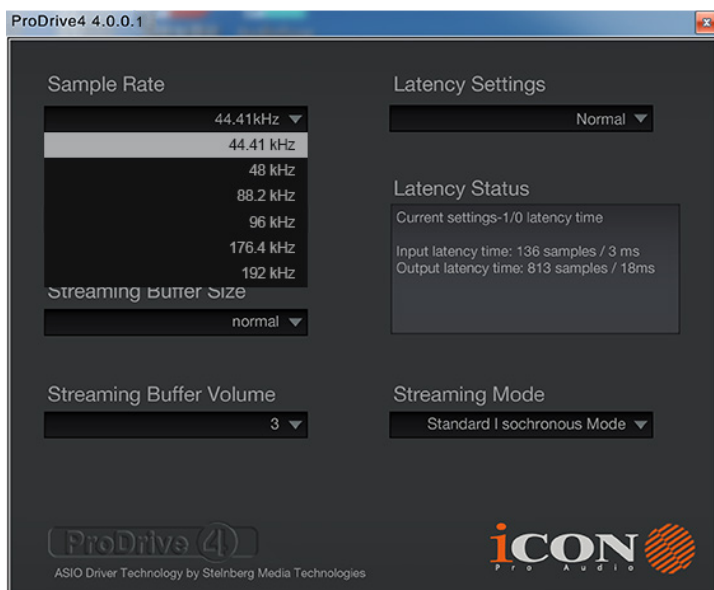 ProDrive4 4.0.0.1
Sample Rate
44.41kHz
44.41 kHz
48 kHz
88.2 kHz
96 kHz
176.4 kHz
192 kHz
Streaming Buffer Size
normal
Streaming Buffer Volume
3
Latency Settings
Normal
Latency Status
Current settings-1/0 latency time
Input latency time: 136 samples / 3 ms
Output latency time: 813 samples / 18ms
Streaming Mode
Standard I sochronous Mode
ProDrive 4
ASIO Driver Technology by Steinberg Media Technologies
iCON
Pro Audio